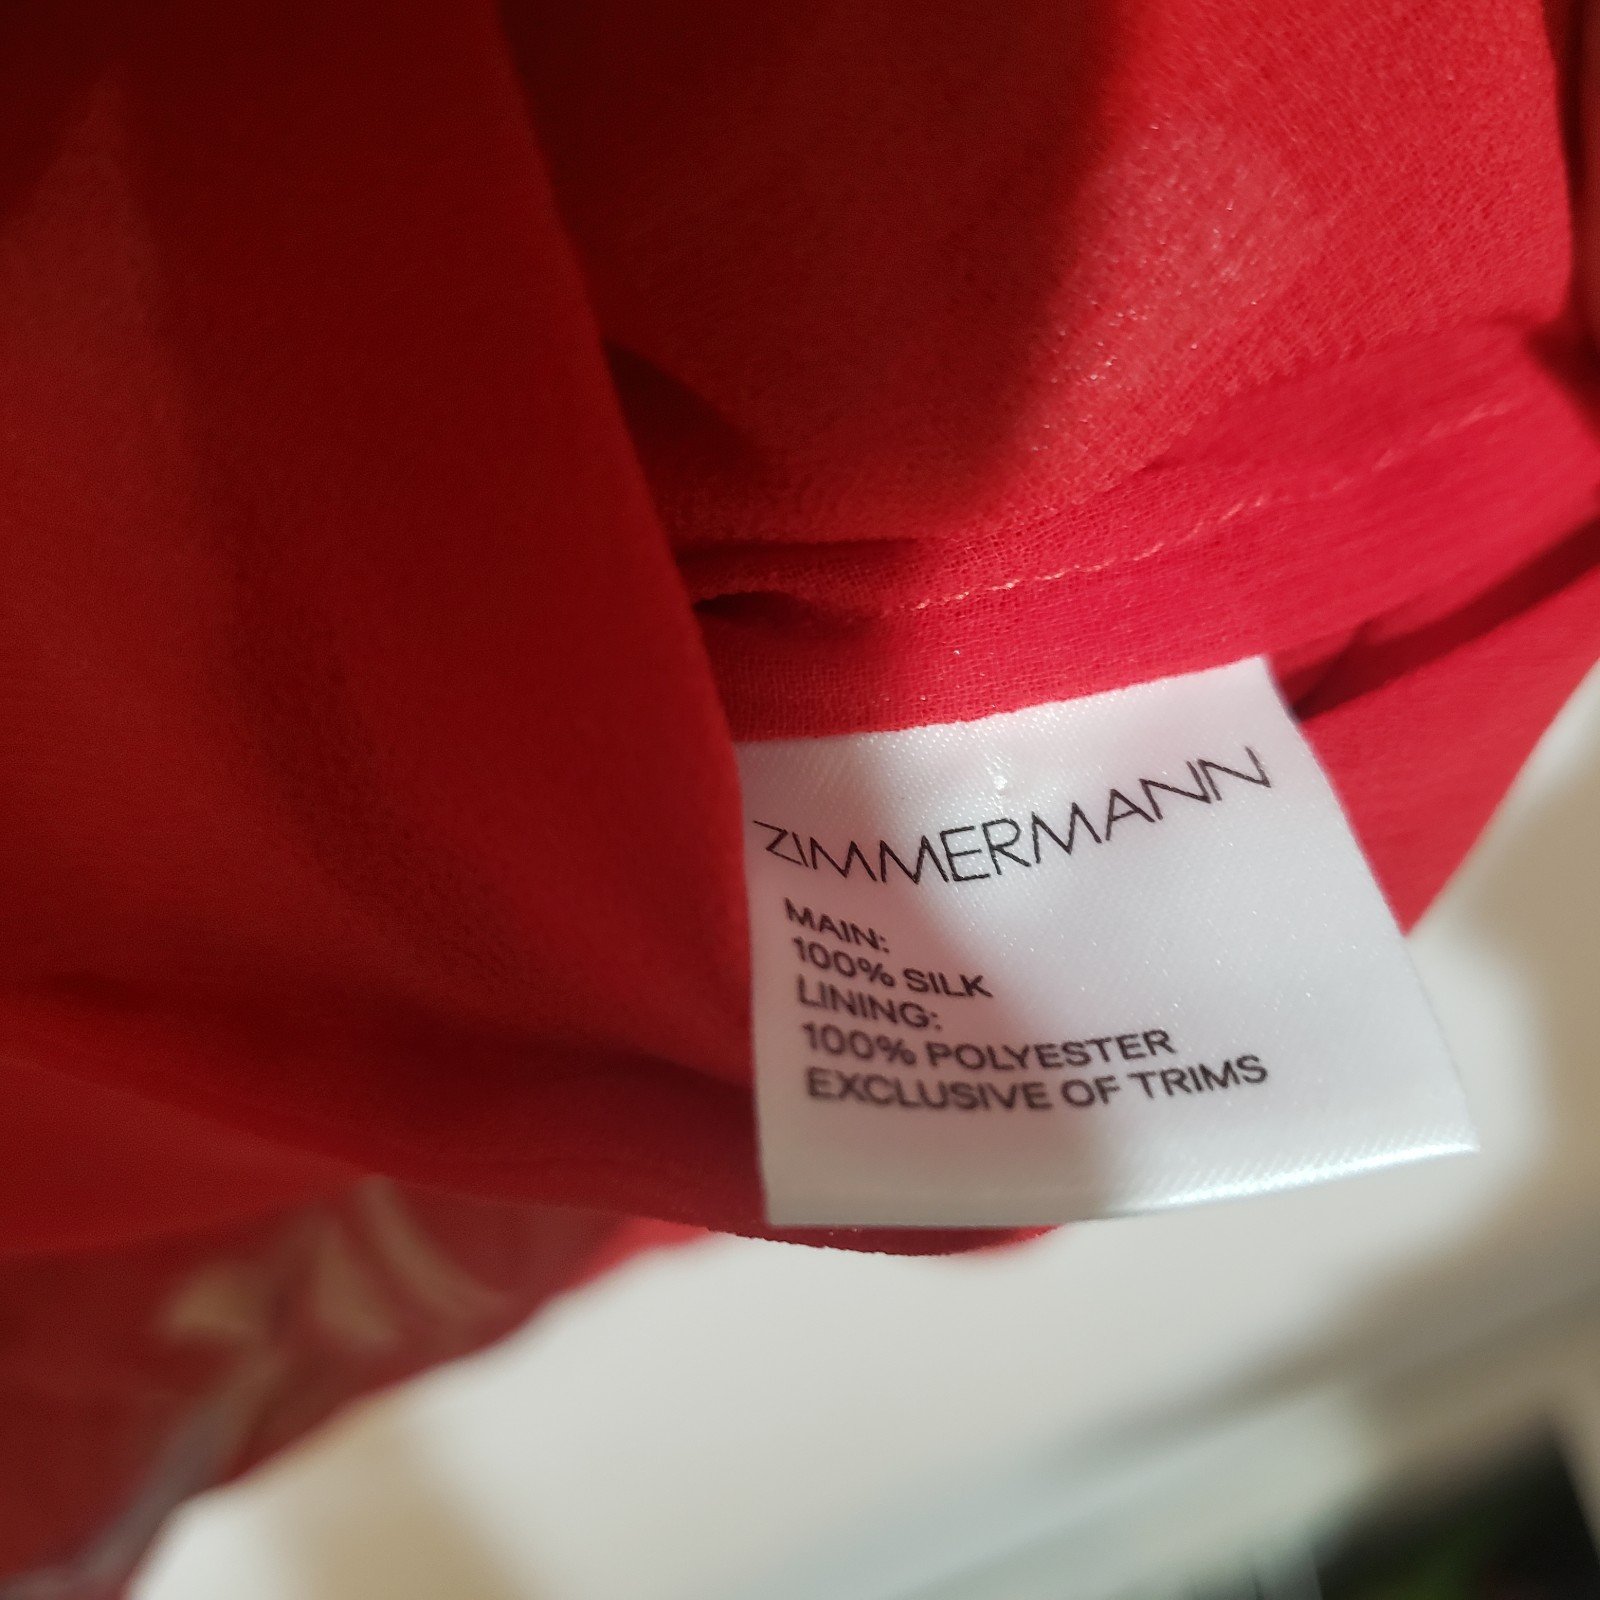 ZIMMERMANN
MAIN:
100% SILK
LINING:
100% POLYESTER
EXCLUSIVE OF TRIMS